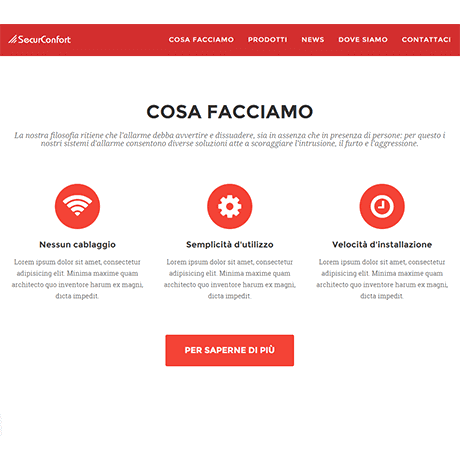 SecurConfort
COSA FACCIAMO PRODOTTI NEWS DOVE SIAMO CONTATTACI
COSA FACCIAMO
La nostra filosofia ritiene che l'allarme debba avvertire e dissuadere, sia in assenza che in presenza di persone; per questo i
nostri sistemi d'allarme consentono diverse soluzioni atte a scoraggiare l'intrusione, il furto e l'aggressione.
Nessun cablaggio
Lorem ipsum dolor sit amet, consectetur
adipisicing elit. Minima maxime quam
architecto quo inventore harum ex magni,
dicta impedit.
Semplicità d'utilizzo
Lorem ipsum dolor sit amet, consectetur
adipisicing elit. Minima maxime quam
architecto quo inventore harum ex magni,
dicta impedit.
Velocità d'installazione
Lorem ipsum dolor sit amet, consectetur
adipisicing elit. Minima maxime quam
architecto quo inventore harum ex magni,
dicta impedit.
PER SAPERNE DI PIÙ